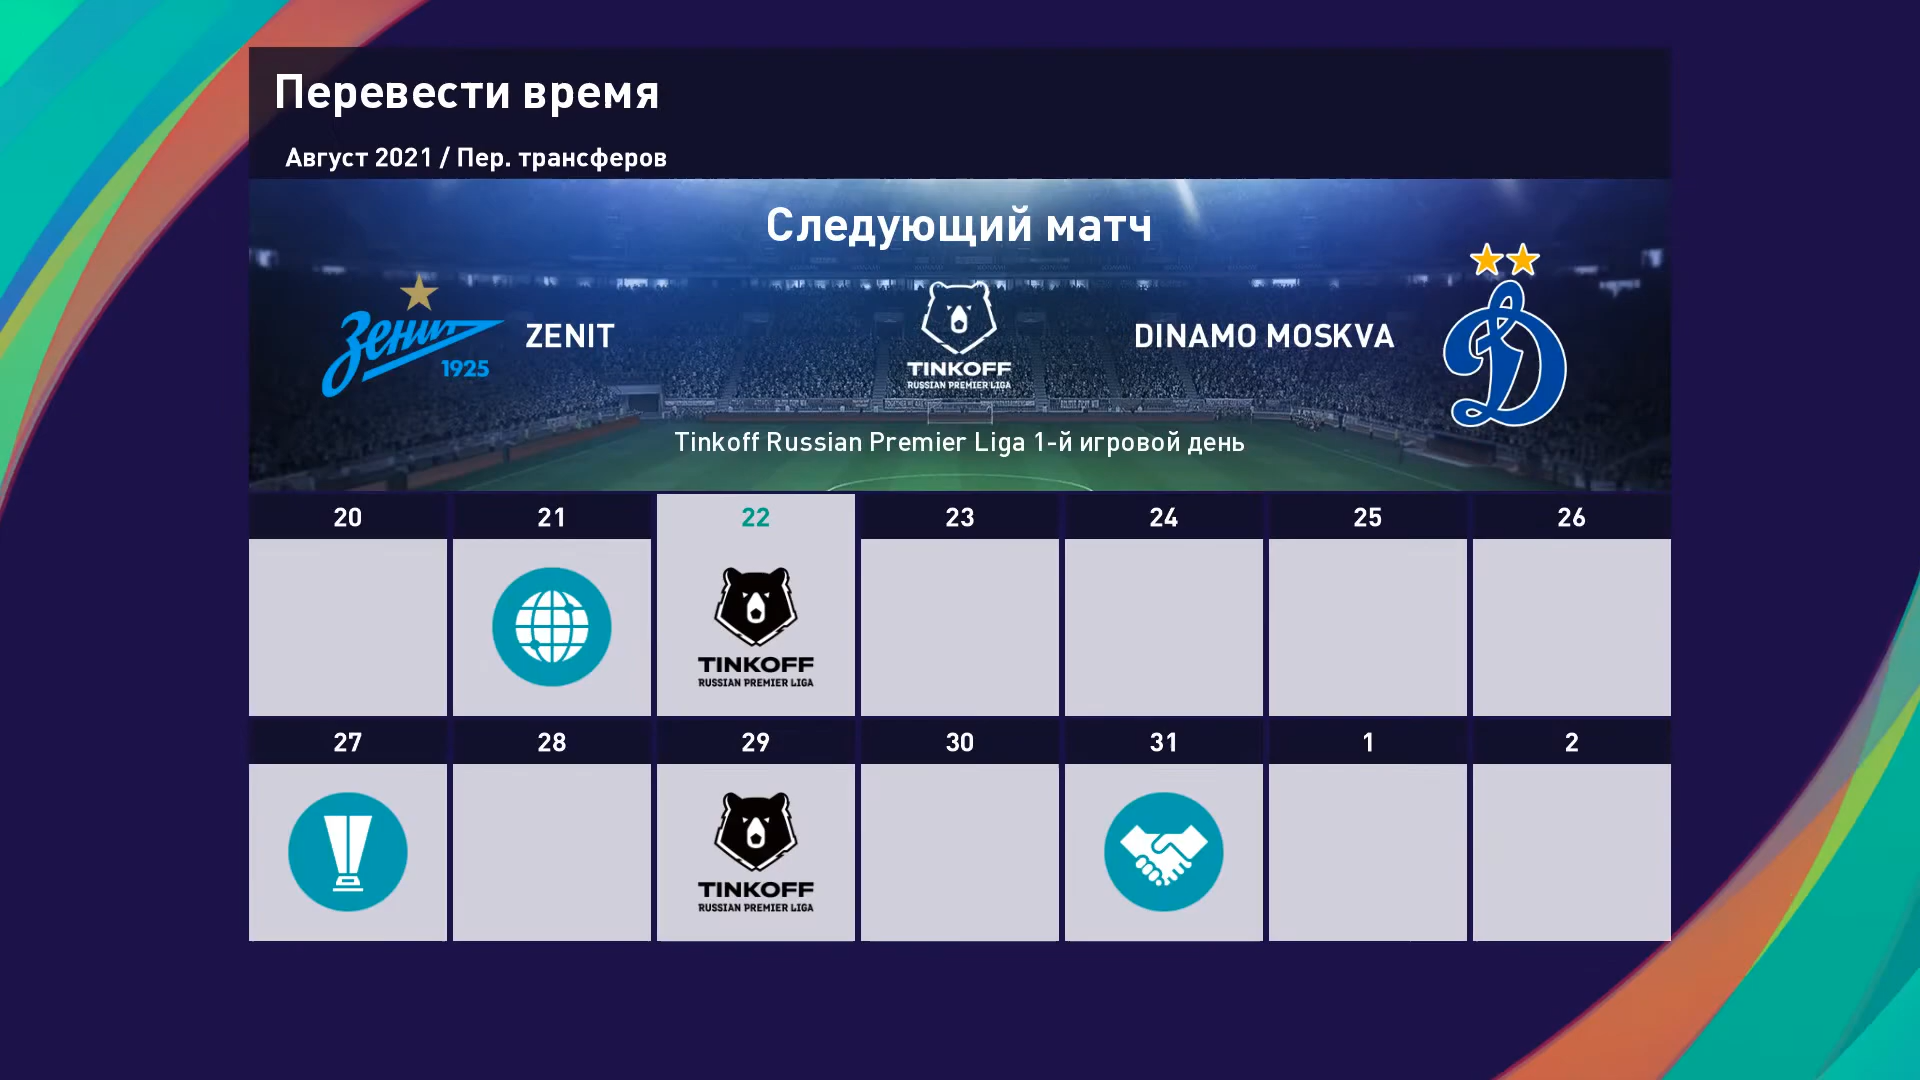 Перевести время
Август 2021 / Пер. трансферов
Следующий матч
Зенит
1925
ZENIT
TINKOFF
RUSSIAN PREMIER LIGA
DINAMO MOSKVA
Д
Tinkoff Russian Premier Liga 1-й игровой день
20 21 22 23 24 25 26
TINKOFF
RUSSIAN PREMIER LIGA
27 28 29 30 31 1 2
TINKOFF
RUSSIAN PREMIER LIGA